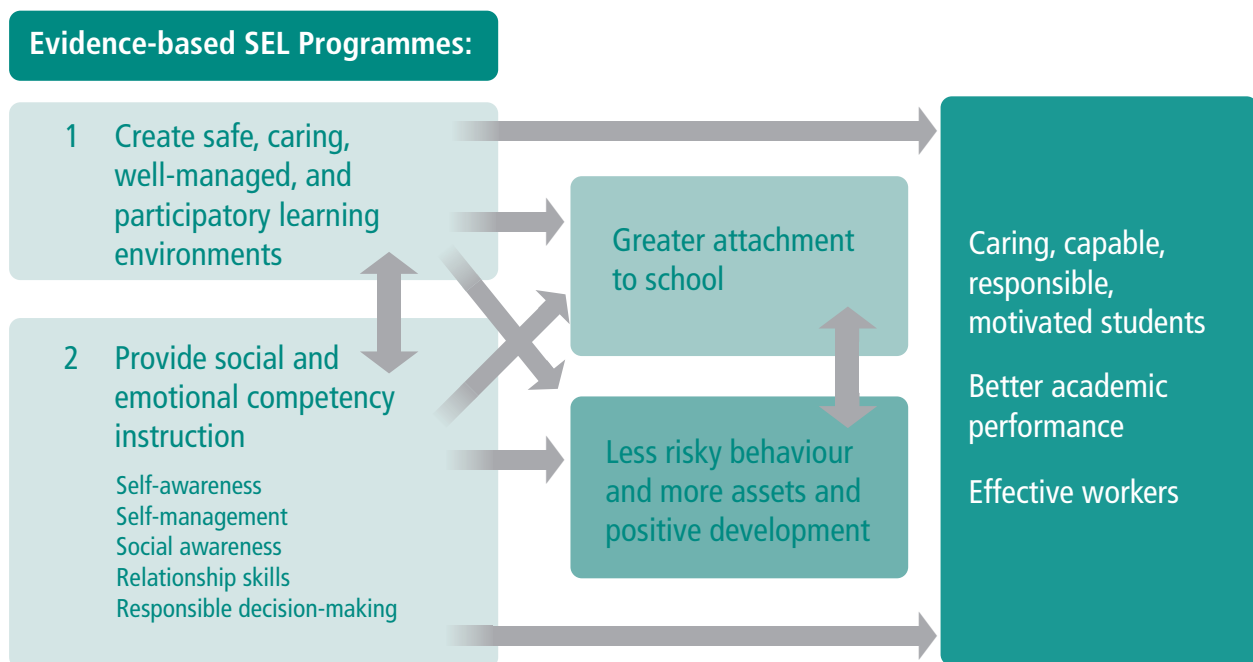 Evidence-based SEL Programmes:
1 Create safe, caring,
well-managed, and
participatory learning
environments
2 Provide social and
emotional competency
instruction
Self-awareness
Self-management
Social awareness
Relationship skills
Responsible decision-making
Greater attachment
to school
Less risky behaviour
and more assets and
positive development
Caring, capable,
responsible,
motivated students
Better academic
performance
Effective workers